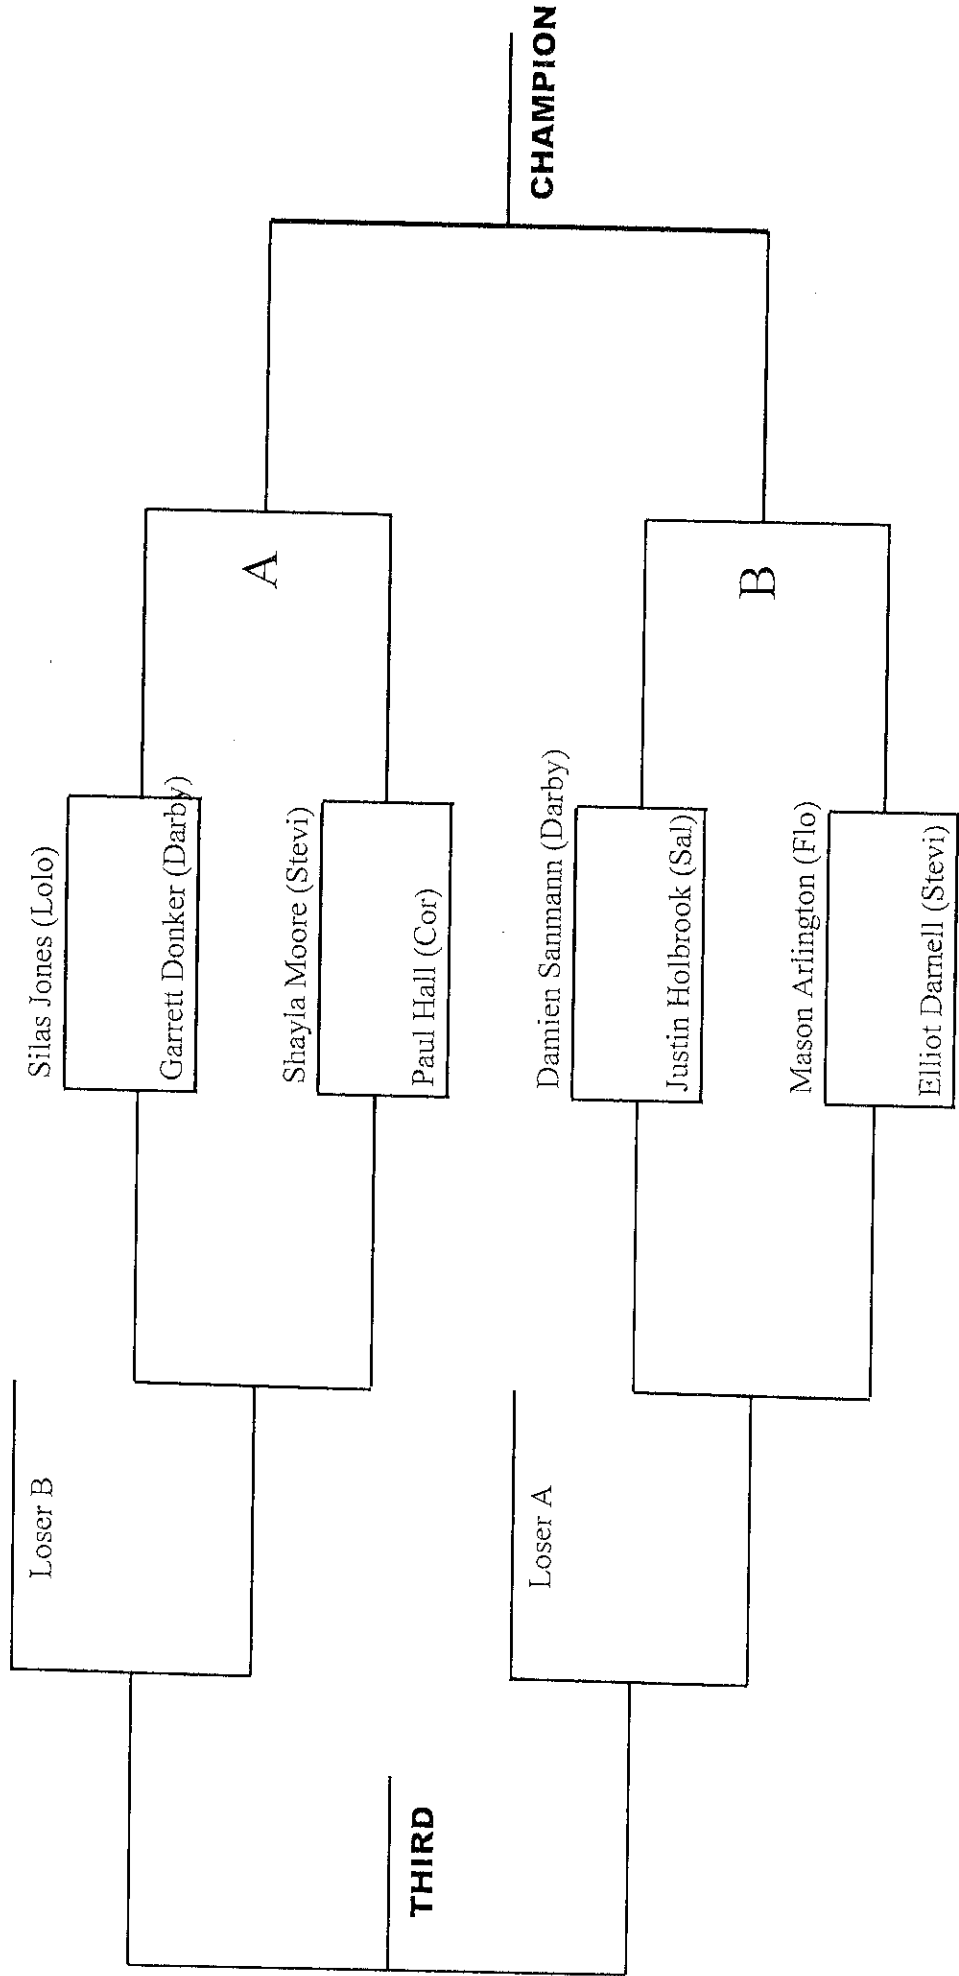 Silas Jones (Lolo)
Garrett Donker (Darby)
Shayla Moore (Stevi)
Paul Hall (Cor)
Damien Sanmann (Darby)
Justin Holbrook (Sal)
Mason Arlington (Flo)
Elliot Darnell (Stevi)
A
B
CHAMPION
Loser B
Loser A
THIRD